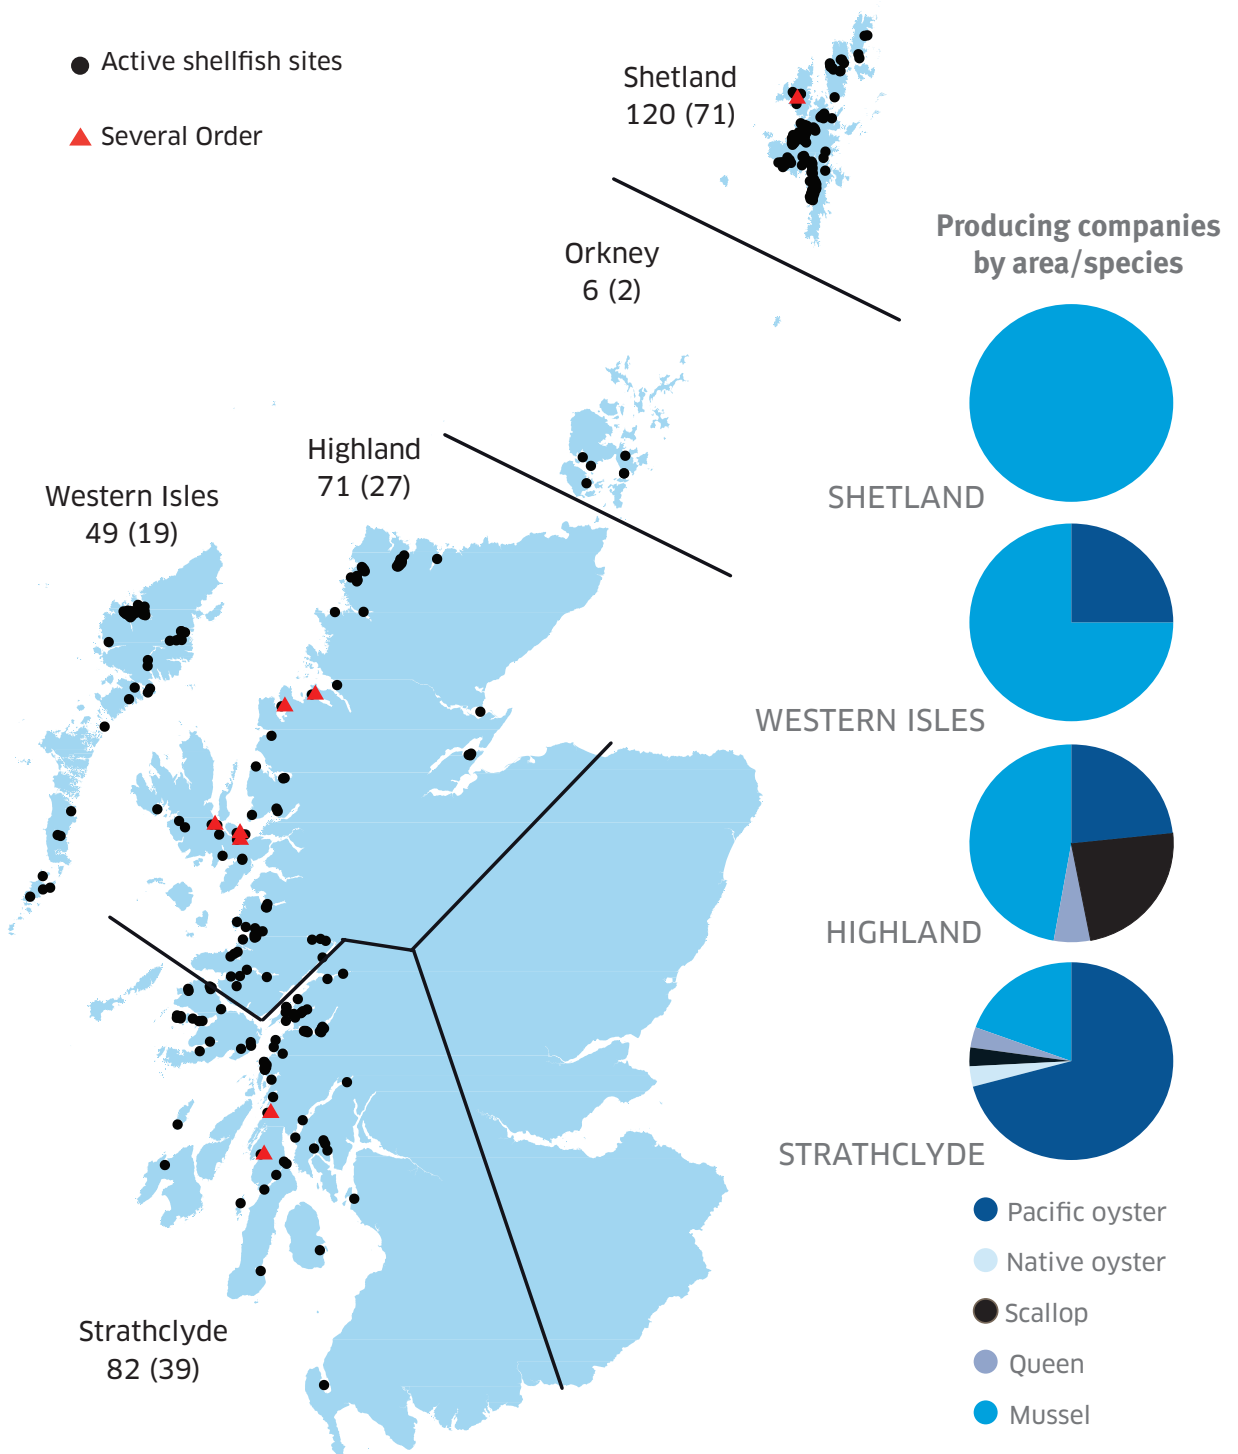 Active shellfish sites
Several Order
Shetland
120 (71)
Orkney
6 (2)
Highland
71 (27)
Western Isles
49 (19)
Strathclyde
82 (39)
Producing companies
by area/species
SHETLAND
WESTERN ISLES
HIGHLAND
STRATHCLYDE
Pacific oyster
Native oyster
Scallop
Queen
Mussel